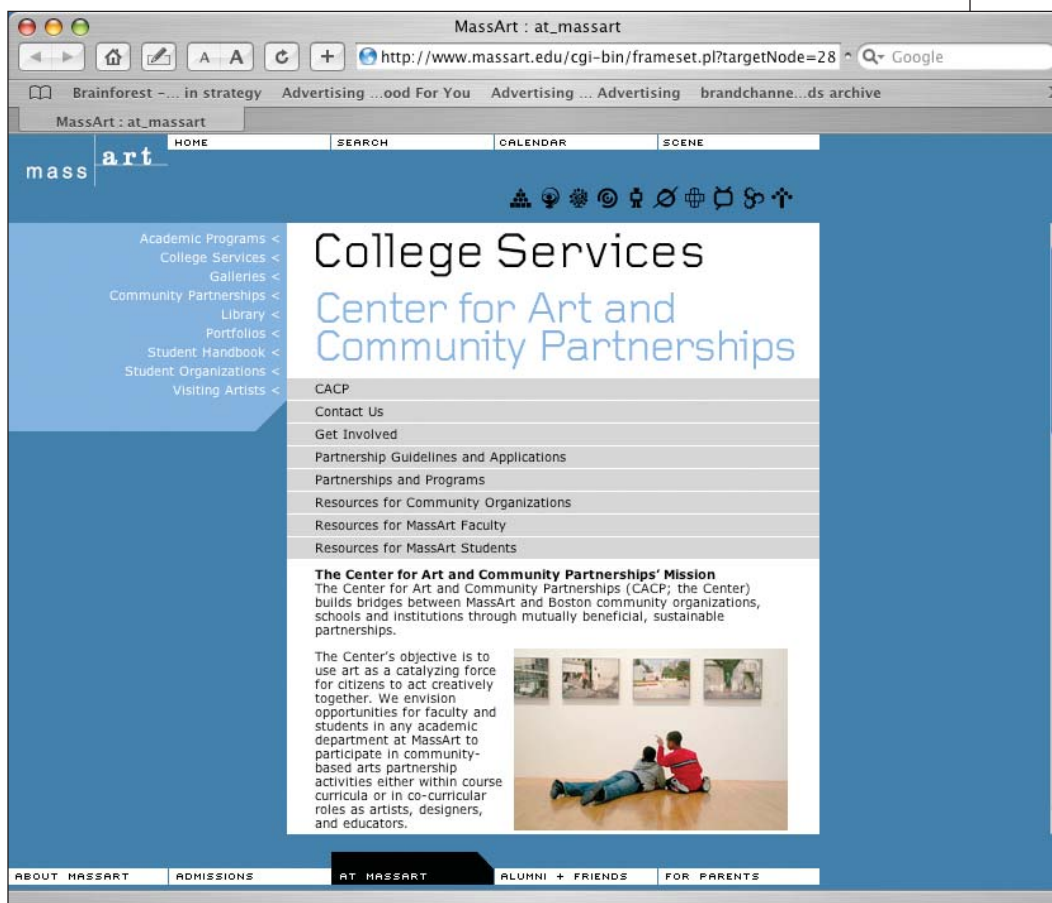 MassArt : at_massart
A A
http://www.massart.edu/cgi-bin/frameset.pl?targetNode=28
Google
Brainforest -... in strategy Advertising ...ood For You Advertising ... Advertising brandchanne...ds archive
MassArt : at_massart
HOME SEARCH CALENDAR SCENE
mass art
Academic Programs <
College Services <
Galleries <
Community Partnerships <
Library <
Portfolios <
Student Handbook <
Student Organizations <
Visiting Artists <
College Services
Center for Art and
Community Partnerships
CACP
Contact Us
Get Involved
Partnership Guidelines and Applications
Partnerships and Programs
Resources for Community Organizations
Resources for MassArt Faculty
Resources for MassArt Students
The Center for Art and Community Partnerships’ Mission
The Center for Art and Community Partnerships (CACP; the Center)
builds bridges between MassArt and Boston community organizations,
schools and institutions through mutually beneficial, sustainable
partnerships.
The Center’s objective is to
use art as a catalyzing force
for citizens to act creatively
together. We envision
opportunities for faculty and
students in any academic
department at MassArt to
participate in community-
based arts partnership
activities either within course
curricula or in co-curricular
roles as artists, designers,
and educators.
ABOUT MASSART ADMISSIONS AT MASSART ALUMNI + FRIENDS FOR PARENTS